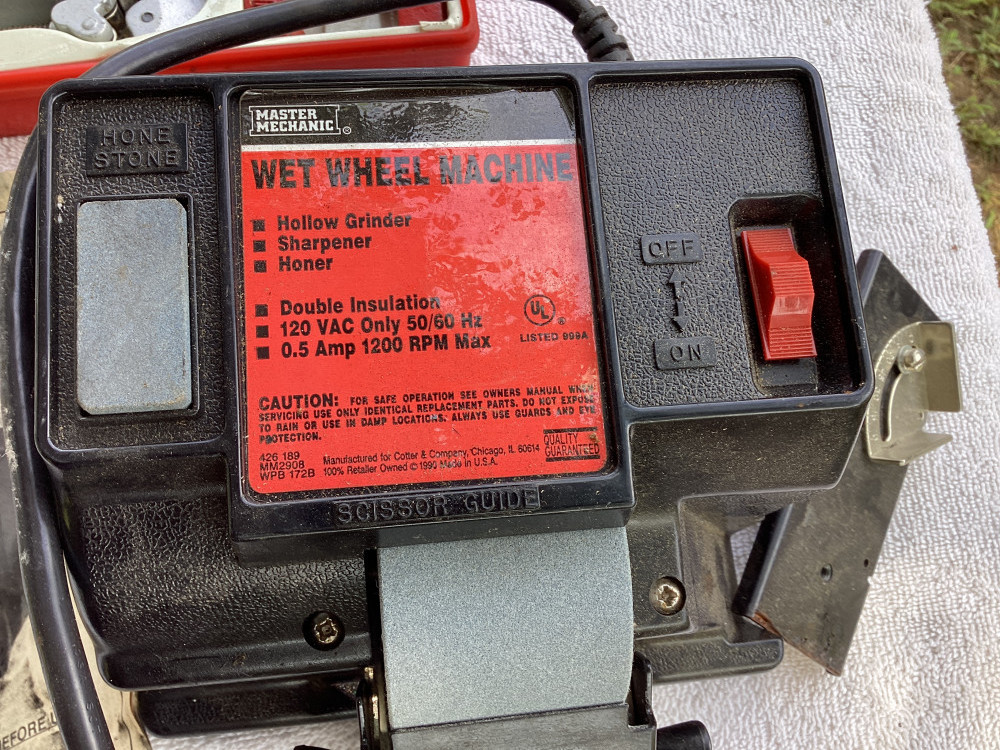 HONE
STONE
MASTER
MECHANIC ®
WET WHEEL MACHINE
Hollow Grinder
Sharpener
Honer
Double Insulation
120 VAC Only 50/60 Hz
0.5 Amp 1200 RPM Max
UL ®
LISTED 999A
CAUTION: FOR SAFE OPERATION SEE OWNERS MANUAL WHEN
SERVICING USE ONLY IDENTICAL REPLACEMENT PARTS. DO NOT EXPOSE
TO RAIN OR USE IN DAMP LOCATIONS. ALWAYS USE GUARDS AND EYE
PROTECTION.
426 189
MM2908
WPB 172B
Manufactured for Cotter & Company, Chicago, IL 60614
100% Retailer Owned © 1990 Made in U.S.A.
QUALITY
GUARANTEED
SCISSOR GUIDE
OFF
ON
BEFORE U